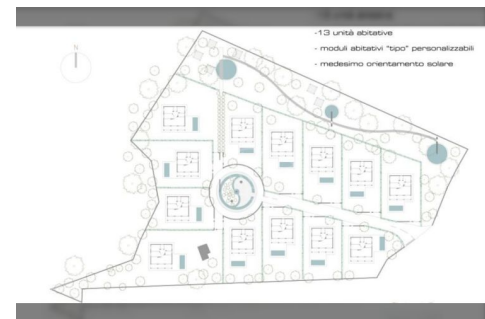 -13 unità abitative
- moduli abitativi "tipo" personalizzabili
- medesimo orientamento solare
N